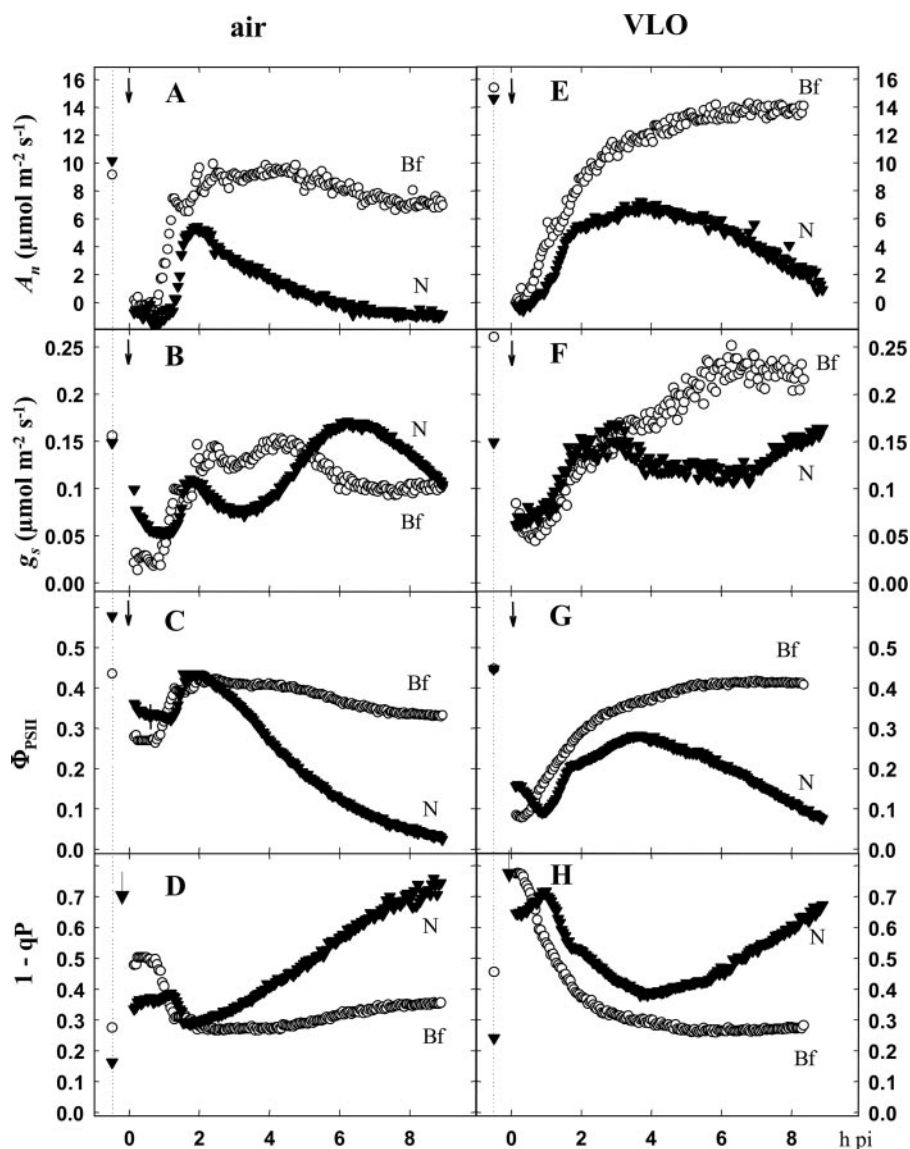 air VLO
16 14 12 10 8 6 4 2 0
A E
Bf Bf
N N
16 14 12 10 8 6 4 2 0
Aₙ (µmol m⁻² s⁻¹)
0.25 0.20 0.15 0.10 0.05 0.00
B F
N Bf
Bf N
0.25 0.20 0.15 0.10 0.05 0.00
gₛ (µmol m⁻² s⁻¹)
0.5 0.4 0.3 0.2 0.1 0.0
C G
Bf Bf
N N
0.5 0.4 0.3 0.2 0.1 0.0
Φ_PSII
0.7 0.6 0.5 0.4 0.3 0.2 0.1 0.0
D H
N N
Bf Bf
0.7 0.6 0.5 0.4 0.3 0.2 0.1 0.0
1 - qP
0 2 4 6 8 0 2 4 6 8 h pi